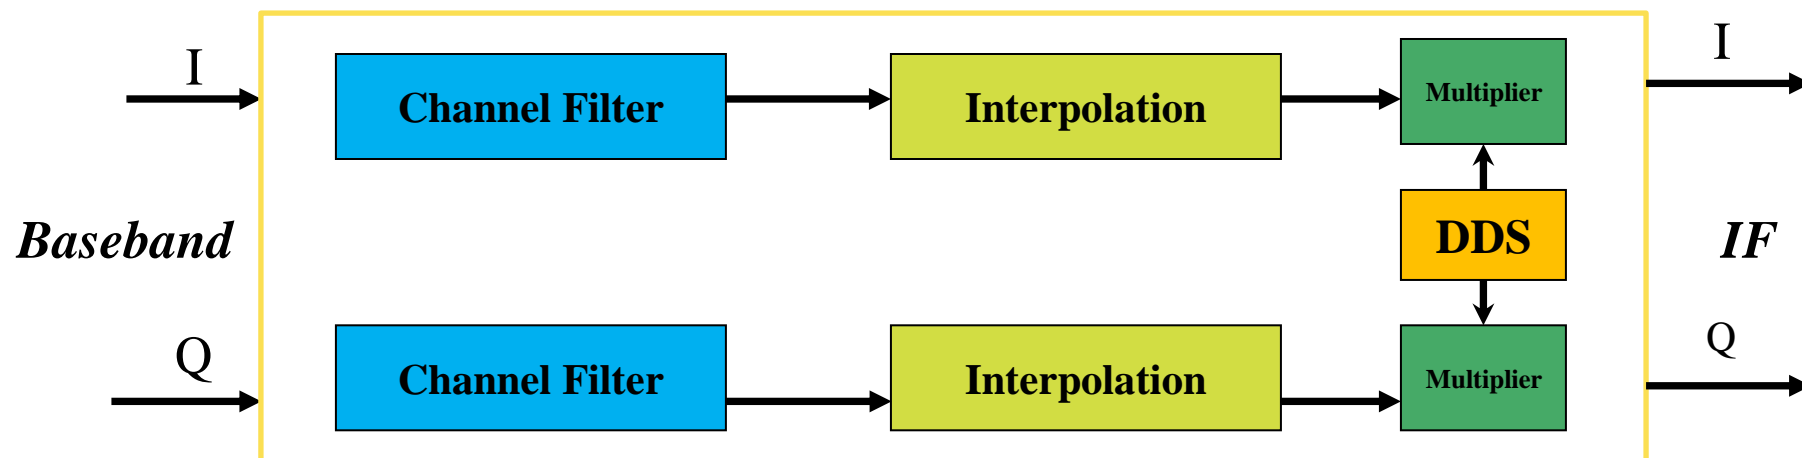 I
I
Channel Filter
Interpolation
Multiplier
Baseband
DDS
IF
Q
Q
Channel Filter
Interpolation
Multiplier